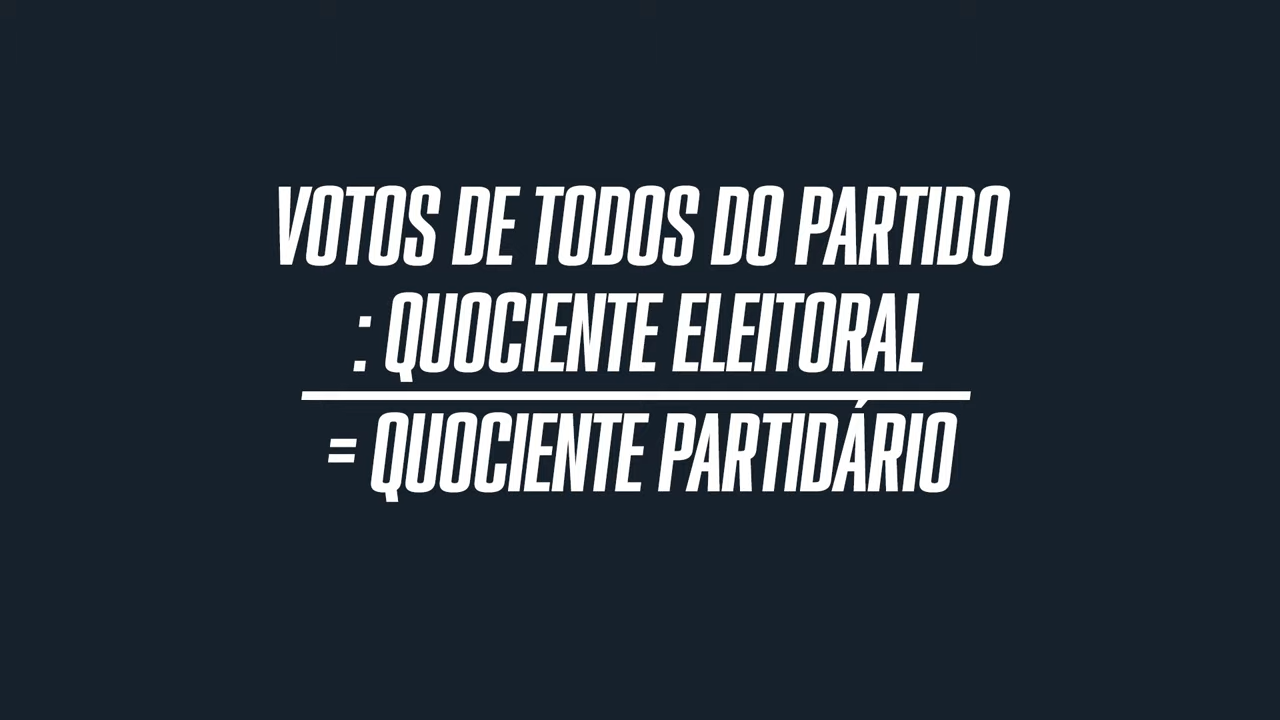 VOTOS DE TODOS DO PARTIDO
: QUOCIENTE ELEITORAL
= QUOCIENTE PARTIDÁRIO